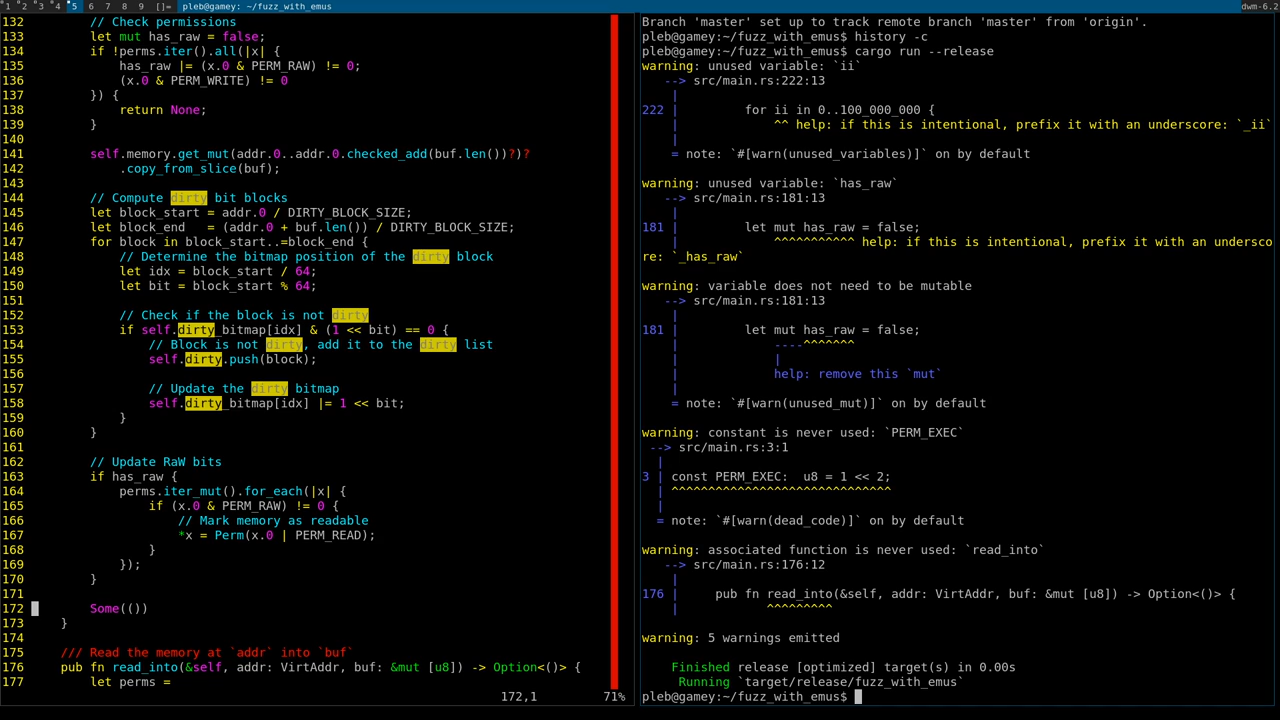 1 2 3 4 5 6 7 8 9 []= pleb@gamey: ~/fuzz_with_emus dwm-6.2
132         // Check permissions
133         let mut has_raw = false;
134         if !perms.iter().all(|x| {
135             has_raw |= (x.0 & PERM_RAW) != 0;
136             (x.0 & PERM_WRITE) != 0
137         }) {
138             return None;
139         }
140
141         self.memory.get_mut(addr.0..addr.0.checked_add(buf.len())?)?
142             .copy_from_slice(buf);
143
144         // Compute dirty bit blocks
145         let block_start = addr.0 / DIRTY_BLOCK_SIZE;
146         let block_end   = (addr.0 + buf.len()) / DIRTY_BLOCK_SIZE;
147         for block in block_start..=block_end {
148             // Determine the bitmap position of the dirty block
149             let idx = block_start / 64;
150             let bit = block_start % 64;
151
152             // Check if the block is not dirty
153             if self.dirty_bitmap[idx] & (1 << bit) == 0 {
154                 // Block is not dirty, add it to the dirty list
155                 self.dirty.push(block);
156
157                 // Update the dirty bitmap
158                 self.dirty_bitmap[idx] |= 1 << bit;
159             }
160         }
161
162         // Update RaW bits
163         if has_raw {
164             perms.iter_mut().for_each(|x| {
165                 if (x.0 & PERM_RAW) != 0 {
166                     // Mark memory as readable
167                     *x = Perm(x.0 | PERM_READ);
168                 }
169             });
170         }
171
172         Some(())
173     }
174
175     /// Read the memory at `addr` into `buf`
176     pub fn read_into(&self, addr: VirtAddr, buf: &mut [u8]) -> Option<()> {
177         let perms =
172,1 71%
Branch 'master' set up to track remote branch 'master' from 'origin'.
pleb@gamey:~/fuzz_with_emus$ history -c
pleb@gamey:~/fuzz_with_emus$ cargo run --release
warning: unused variable: `ii`
   --> src/main.rs:222:13
    |
222 |         for ii in 0..100_000_000 {
    |             ^^ help: if this is intentional, prefix it with an underscore: `_ii`
    |
    = note: `#[warn(unused_variables)]` on by default
warning: unused variable: `has_raw`
   --> src/main.rs:181:13
    |
181 |         let mut has_raw = false;
    |             ^^^^^^^^^^^ help: if this is intentional, prefix it with an undersco
re: `_has_raw`
warning: variable does not need to be mutable
   --> src/main.rs:181:13
    |
181 |         let mut has_raw = false;
    |             ----^^^^^^^
    |             |
    |             help: remove this `mut`
    |
    = note: `#[warn(unused_mut)]` on by default
warning: constant is never used: `PERM_EXEC`
 --> src/main.rs:3:1
  |
3 | const PERM_EXEC:  u8 = 1 << 2;
  | ^^^^^^^^^^^^^^^^^^^^^^^^^^^^^^
  |
  = note: `#[warn(dead_code)]` on by default
warning: associated function is never used: `read_into`
   --> src/main.rs:176:12
    |
176 |     pub fn read_into(&self, addr: VirtAddr, buf: &mut [u8]) -> Option<()> {
    |            ^^^^^^^^^
warning: 5 warnings emitted
    Finished release [optimized] target(s) in 0.00s
     Running `target/release/fuzz_with_emus`
pleb@gamey:~/fuzz_with_emus$